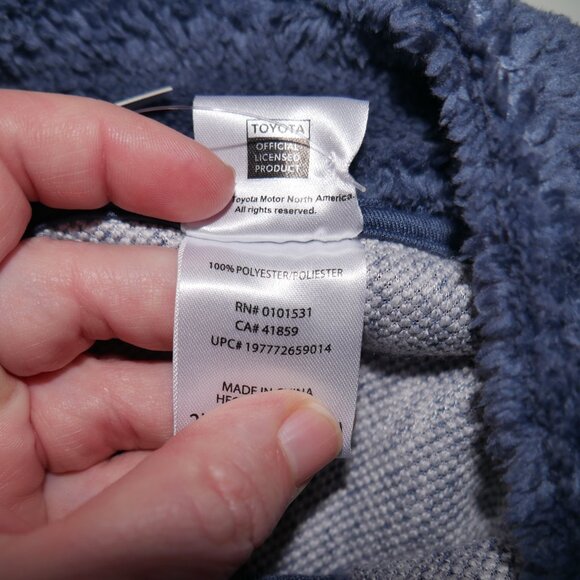 TOYOTA
OFFICIAL
LICENSED
PRODUCT
Toyota Motor North America.
All rights reserved.
100% POLYESTER/POLIESTER
RN# 0101531
CA# 41859
UPC# 197772659014
MADE IN CHINA